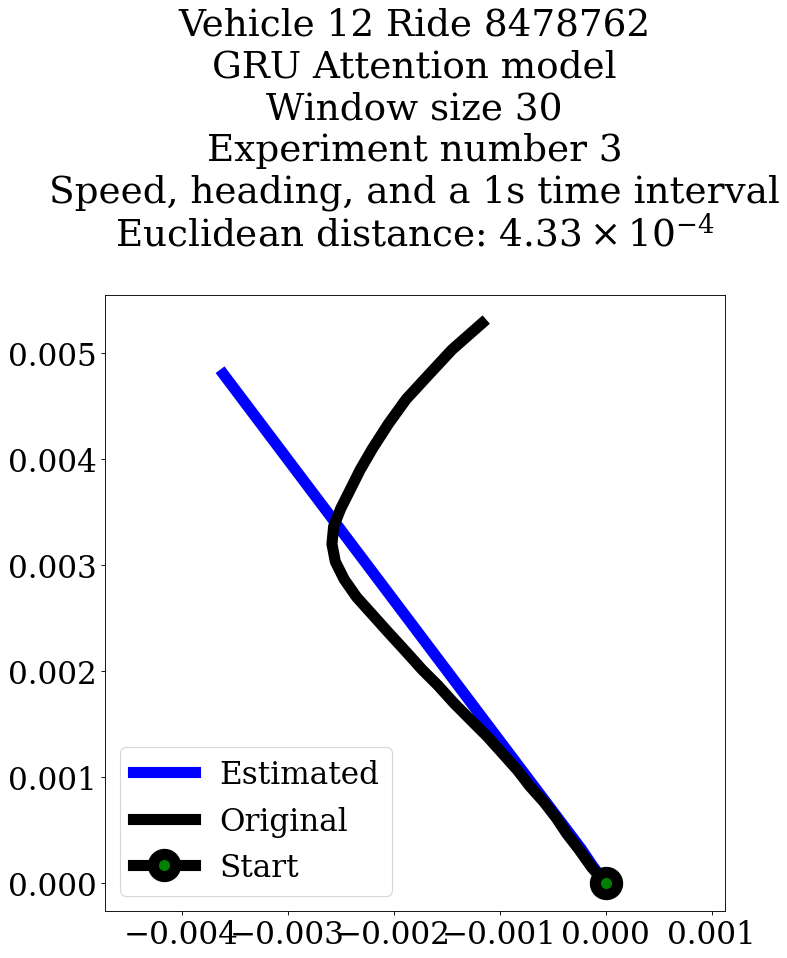 Vehicle 12 Ride 8478762
GRU Attention model
Window size 30
Experiment number 3
Speed, heading, and a 1s time interval
Euclidean distance: 4.33 × 10⁻⁴
0.005
0.004
0.003
0.002
0.001
0.000
Estimated
Original
Start
−0.004 −0.003 −0.002 −0.001 0.000 0.001